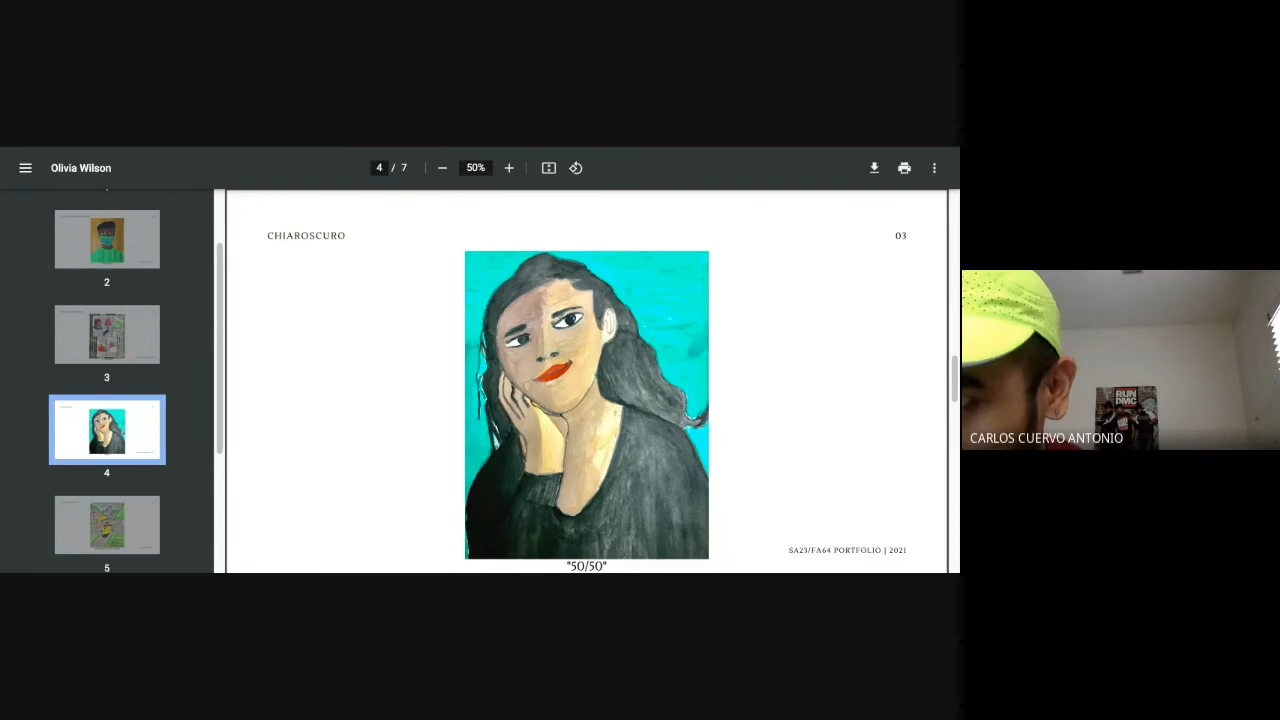 Olivia Wilson
4 / 7
50%
2
3
4
5
CHIAROSCURO
03
SA23/FA64 PORTFOLIO | 2021
"50/50"
RUN
DMC
CARLOS CUERVO ANTONIO